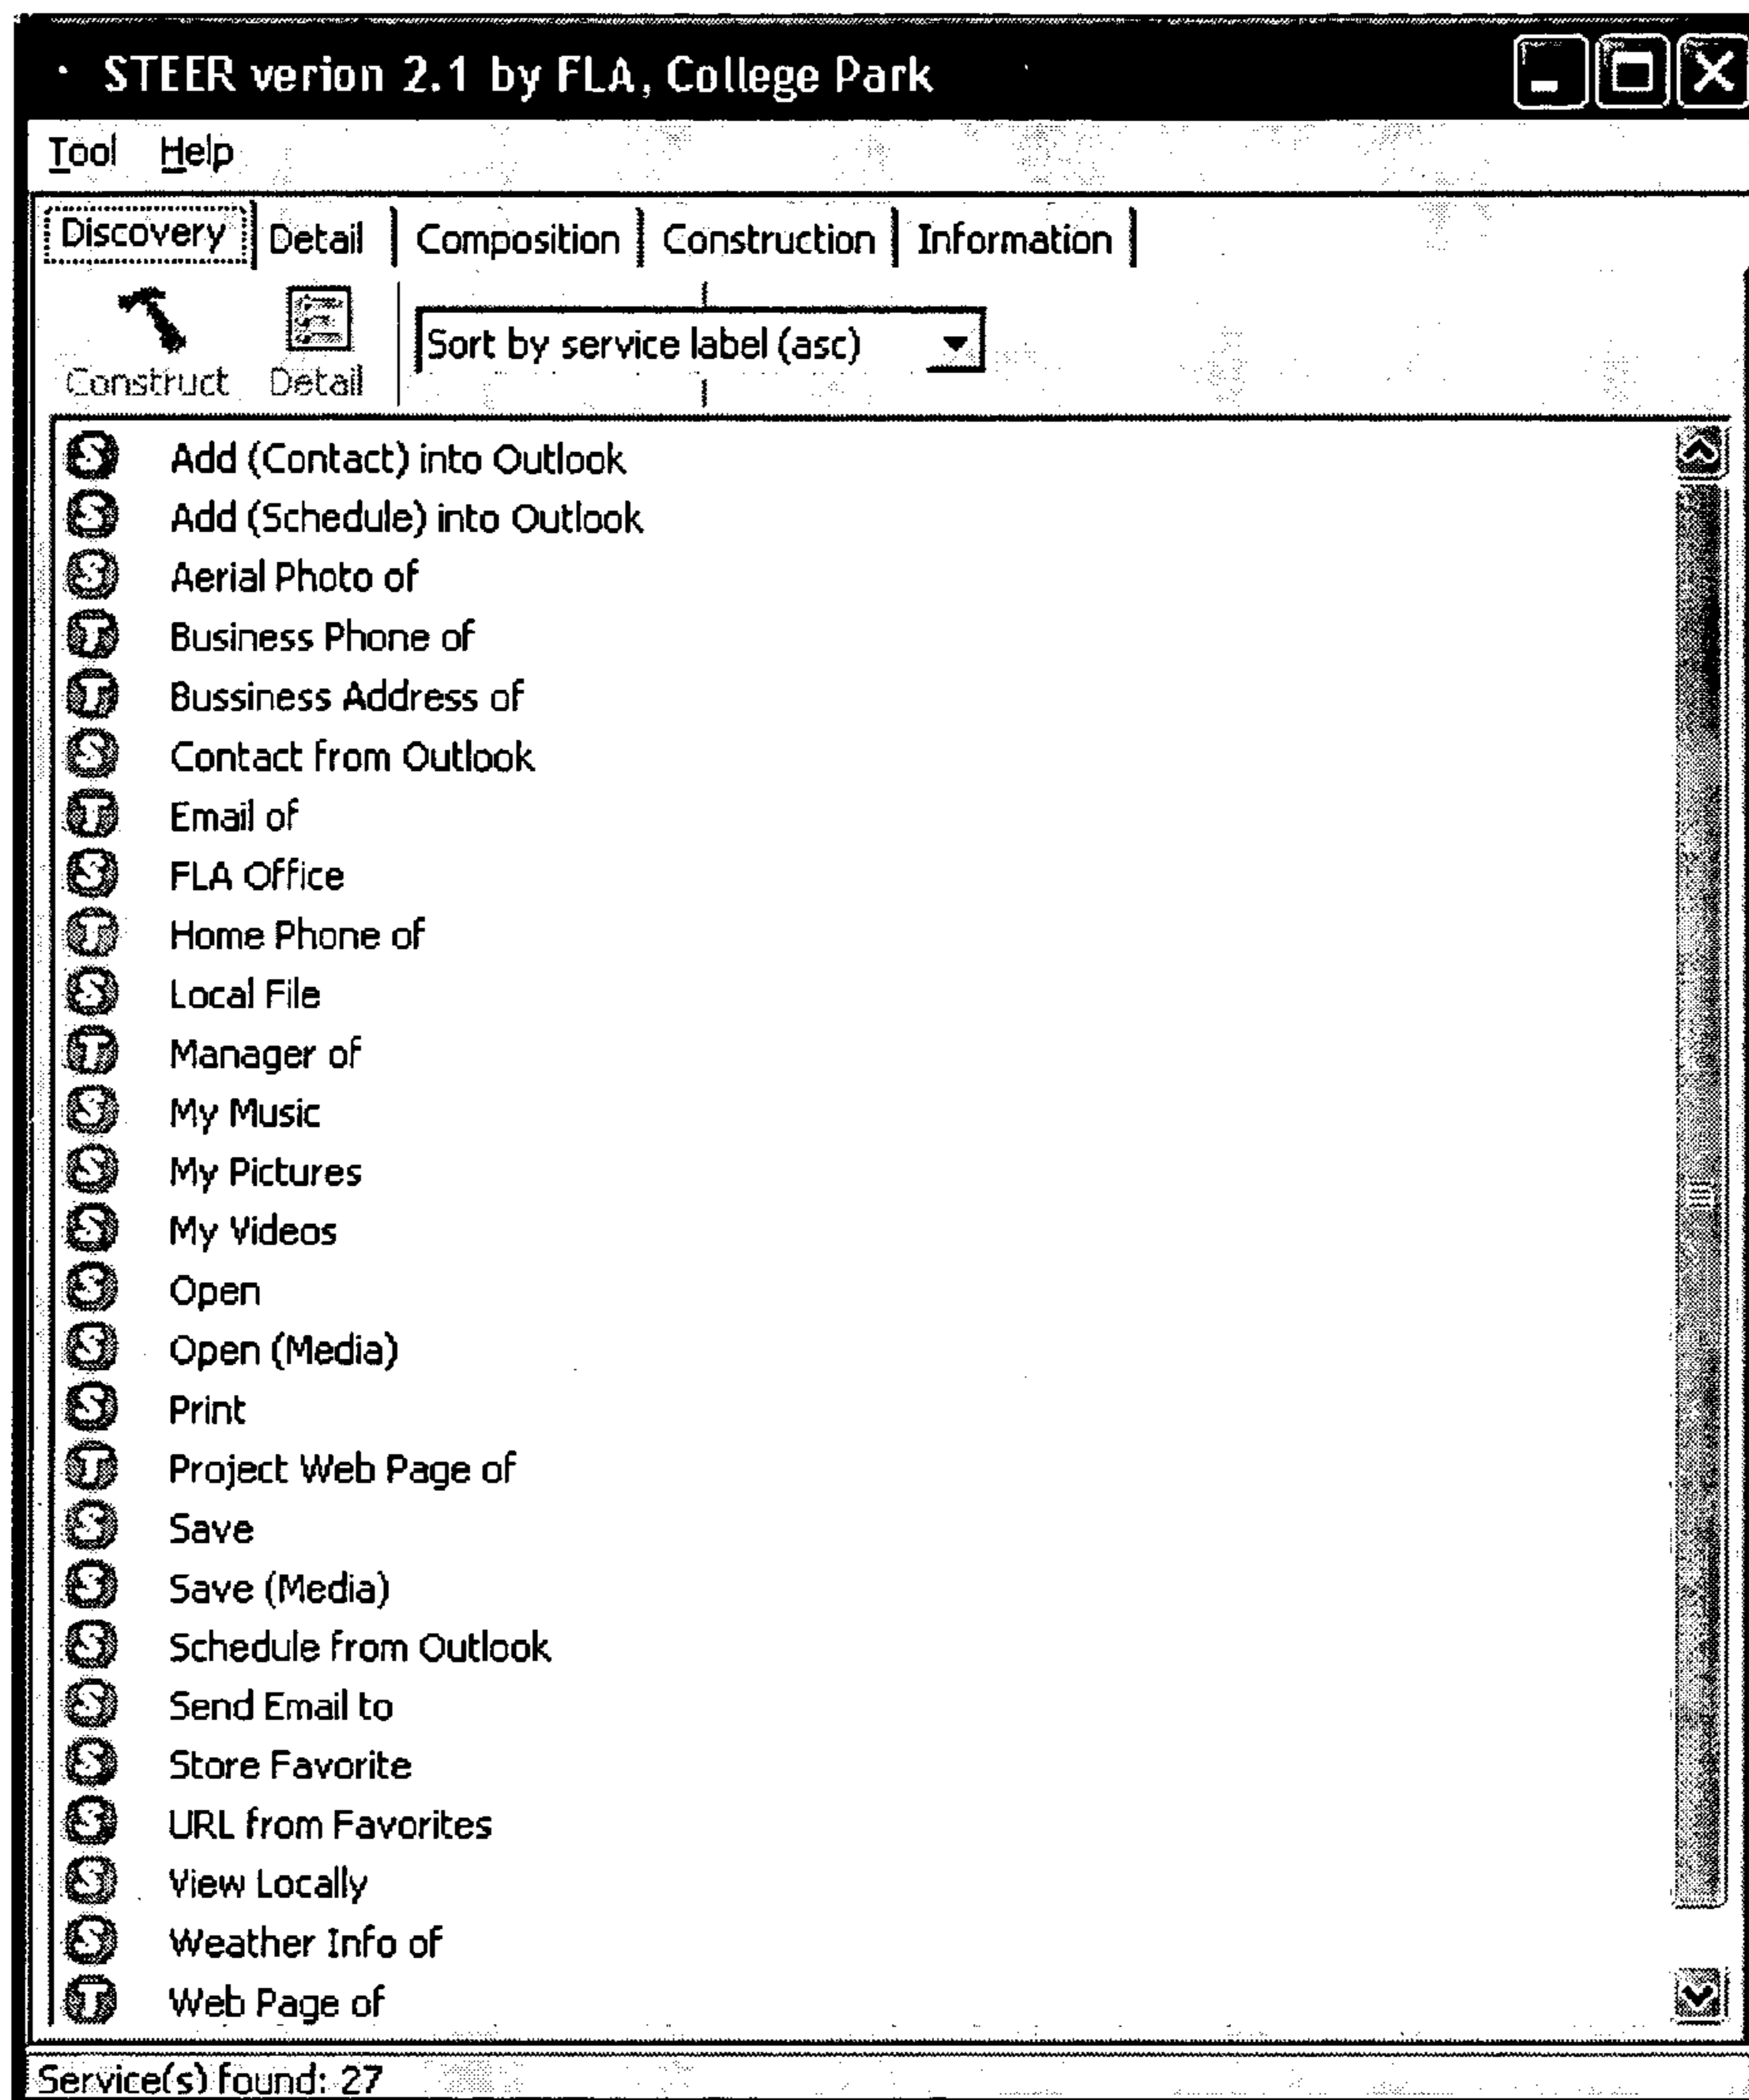 STEER verion 2.1 by FLA, College Park
Tool Help
Discovery Detail Composition Construction Information
Construct Detail Sort by service label (asc)
S Add (Contact) into Outlook
S Add (Schedule) into Outlook
S Aerial Photo of
T Business Phone of
T Bussiness Address of
S Contact from Outlook
T Email of
S FLA Office
T Home Phone of
S Local File
T Manager of
S My Music
S My Pictures
S My Videos
S Open
S Open (Media)
S Print
T Project Web Page of
S Save
S Save (Media)
S Schedule from Outlook
S Send Email to
S Store Favorite
S URL from Favorites
S View Locally
S Weather Info of
T Web Page of
Service(s) found: 27